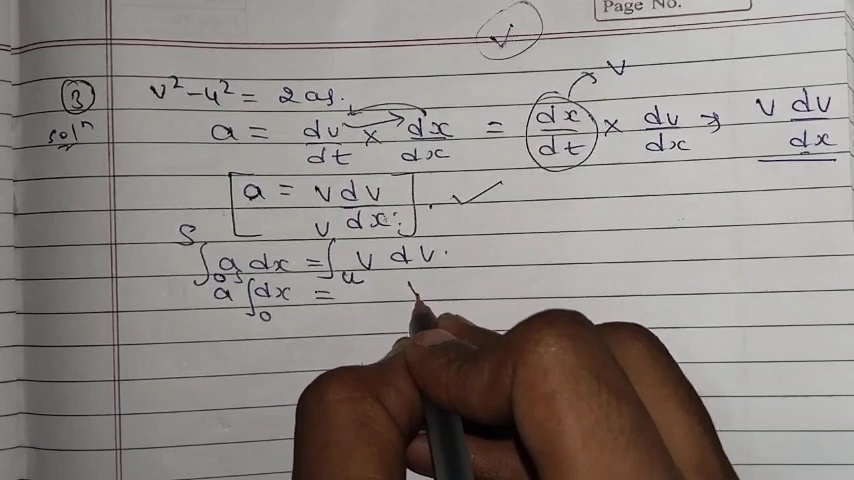 Page No.
③ v² - u² = 2as.
solⁿ a = dv/dt × dx/dx = dx/dt × dv/dx → v dv/dx
v
a = v dv/dx
v
∫₀ˢ a dx = ∫ᵤᵛ v dv.
a ∫₀ˢ dx =